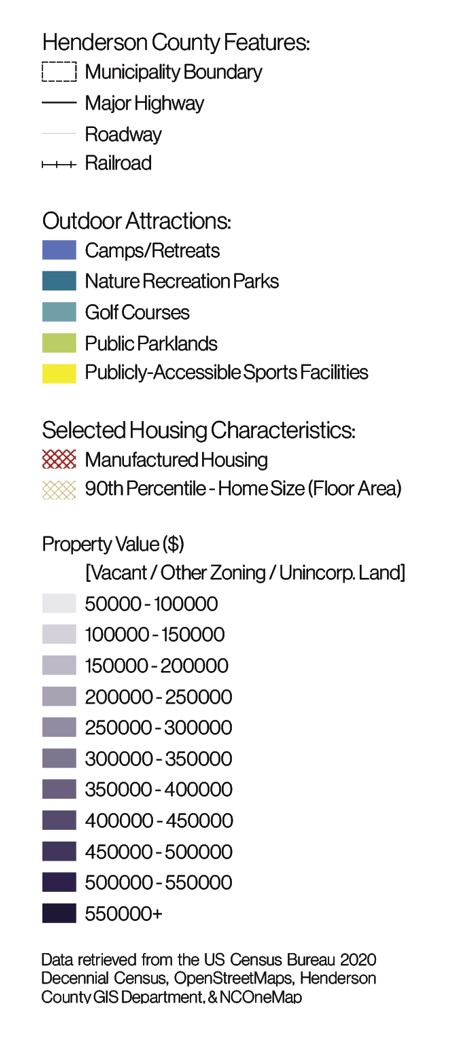 Henderson County Features:
Municipality Boundary
Major Highway
Roadway
Railroad
Outdoor Attractions:
Camps/Retreats
Nature Recreation Parks
Golf Courses
Public Parklands
Publicly-Accessible Sports Facilities
Selected Housing Characteristics:
Manufactured Housing
90th Percentile - Home Size (Floor Area)
Property Value ($)
[Vacant / Other Zoning / Unincorp. Land]
50000 - 100000
100000 - 150000
150000 - 200000
200000 - 250000
250000 - 300000
300000 - 350000
350000 - 400000
400000 - 450000
450000 - 500000
500000 - 550000
550000+
Data retrieved from the US Census Bureau 2020
Decennial Census, OpenStreetMaps, Henderson
County GIS Department, & NCOneMap